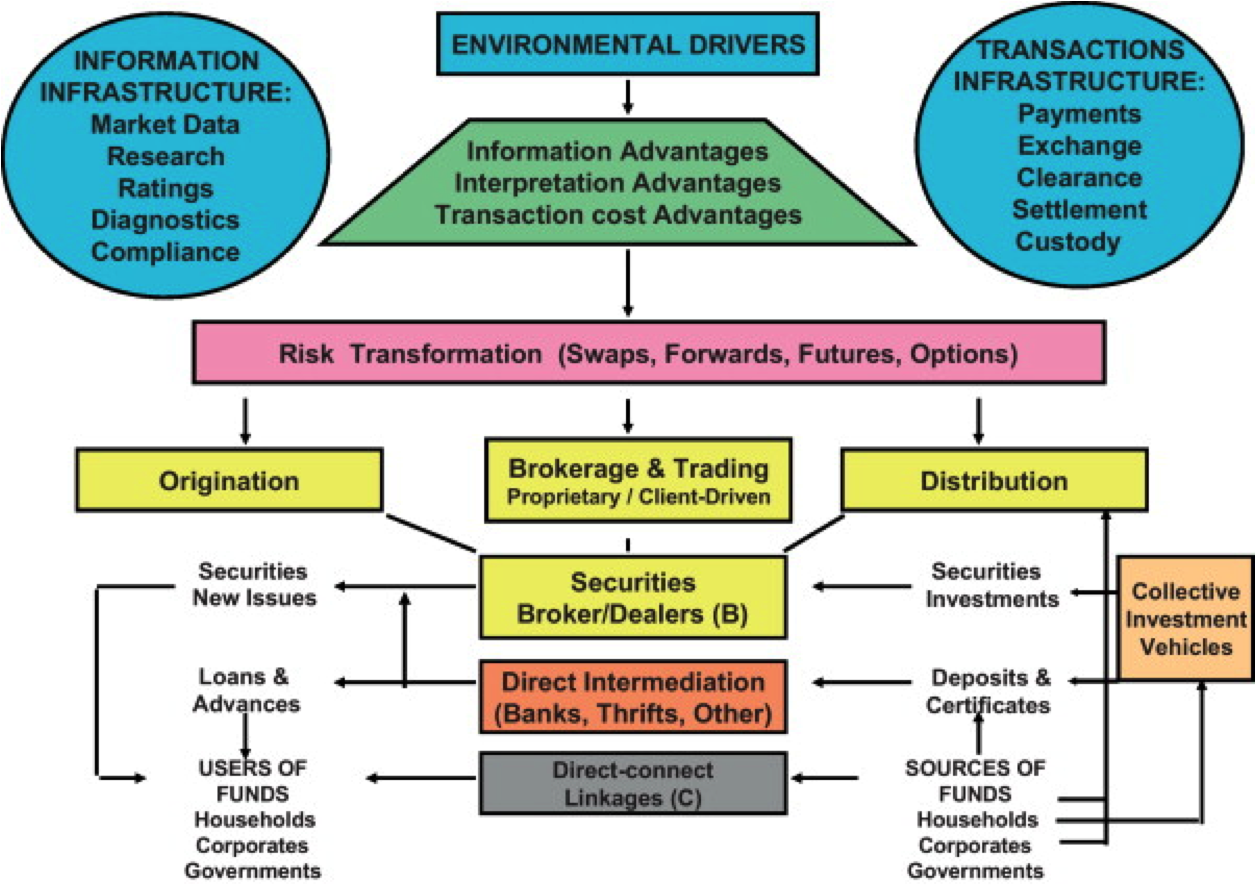 INFORMATION
INFRASTRUCTURE:
Market Data
Research
Ratings
Diagnostics
Compliance
ENVIRONMENTAL DRIVERS
TRANSACTIONS
INFRASTRUCTURE:
Payments
Exchange
Clearance
Settlement
Custody
Information Advantages
Interpretation Advantages
Transaction cost Advantages
Risk Transformation (Swaps, Forwards, Futures, Options)
Origination
Brokerage & Trading
Proprietary / Client-Driven
Distribution
Securities
New Issues
Securities
Broker/Dealers (B)
Securities
Investments
Collective
Investment
Vehicles
Loans &
Advances
Direct Intermediation
(Banks, Thrifts, Other)
Deposits &
Certificates
USERS OF
FUNDS
Households
Corporates
Governments
Direct-connect
Linkages (C)
SOURCES OF
FUNDS
Households
Corporates
Governments